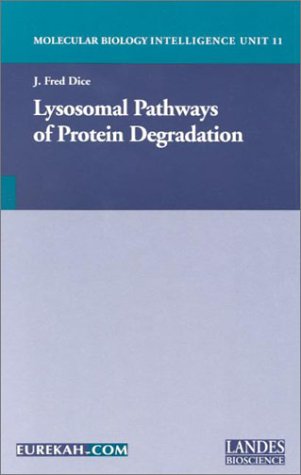 MOLECULAR BIOLOGY INTELLIGENCE UNIT 11
J. Fred Dice
Lysosomal Pathways
of Protein Degradation
EUREKAH.COM
LANDES
BIOSCIENCE